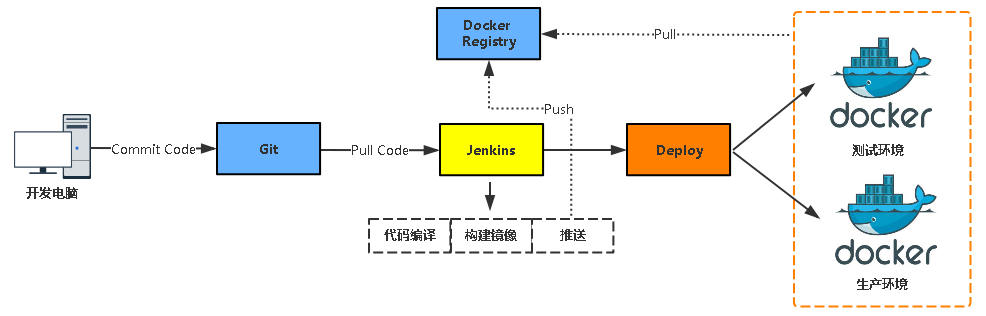 Docker
Registry
Pull
Push
docker
测试环境
Commit Code
Git
Pull Code
Jenkins
Deploy
开发电脑
代码编译
构建镜像
推送
docker
生产环境